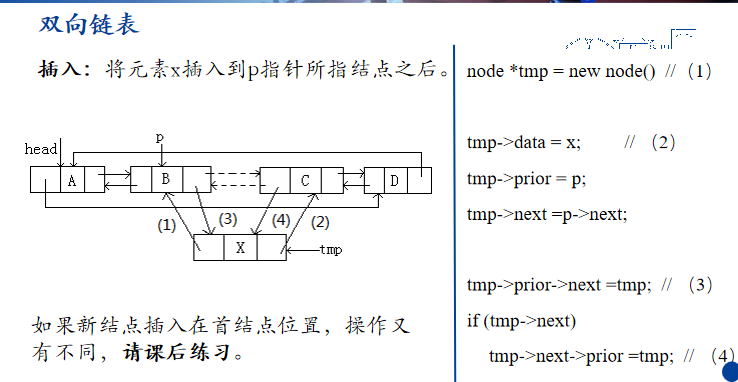 双向链表
插入：将元素x插入到p指针所指结点之后。
head
p
A
B
C
D
(1)
(3)
(4)
(2)
X
tmp
如果新结点插入在首结点位置，操作又
有不同，请课后练习。
node *tmp = new node() //（1）
tmp->data = x; //（2）
tmp->prior = p;
tmp->next =p->next;
tmp->prior->next =tmp; //（3）
if (tmp->next)
tmp->next->prior =tmp; //（4）